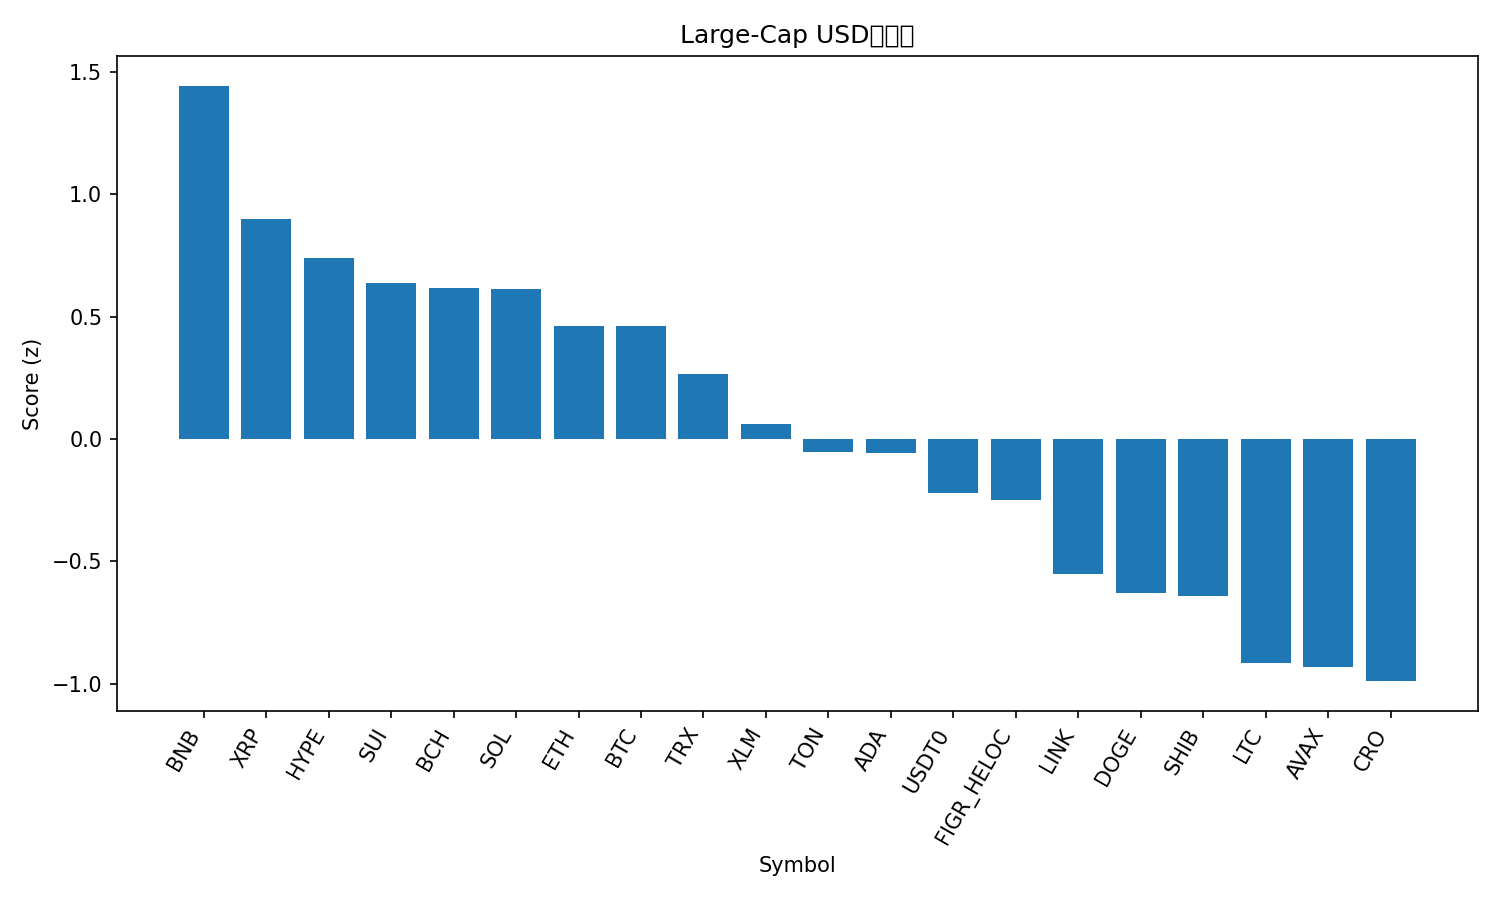 Large-Cap USD
Score (z)
1.5
1.0
0.5
0.0
−0.5
−1.0
BNB
XRP
HYPE
SUI
BCH
SOL
ETH
BTC
TRX
XLM
TON
ADA
USDT0
FIGR_HELOC
LINK
DOGE
SHIB
LTC
AVAX
CRO
Symbol